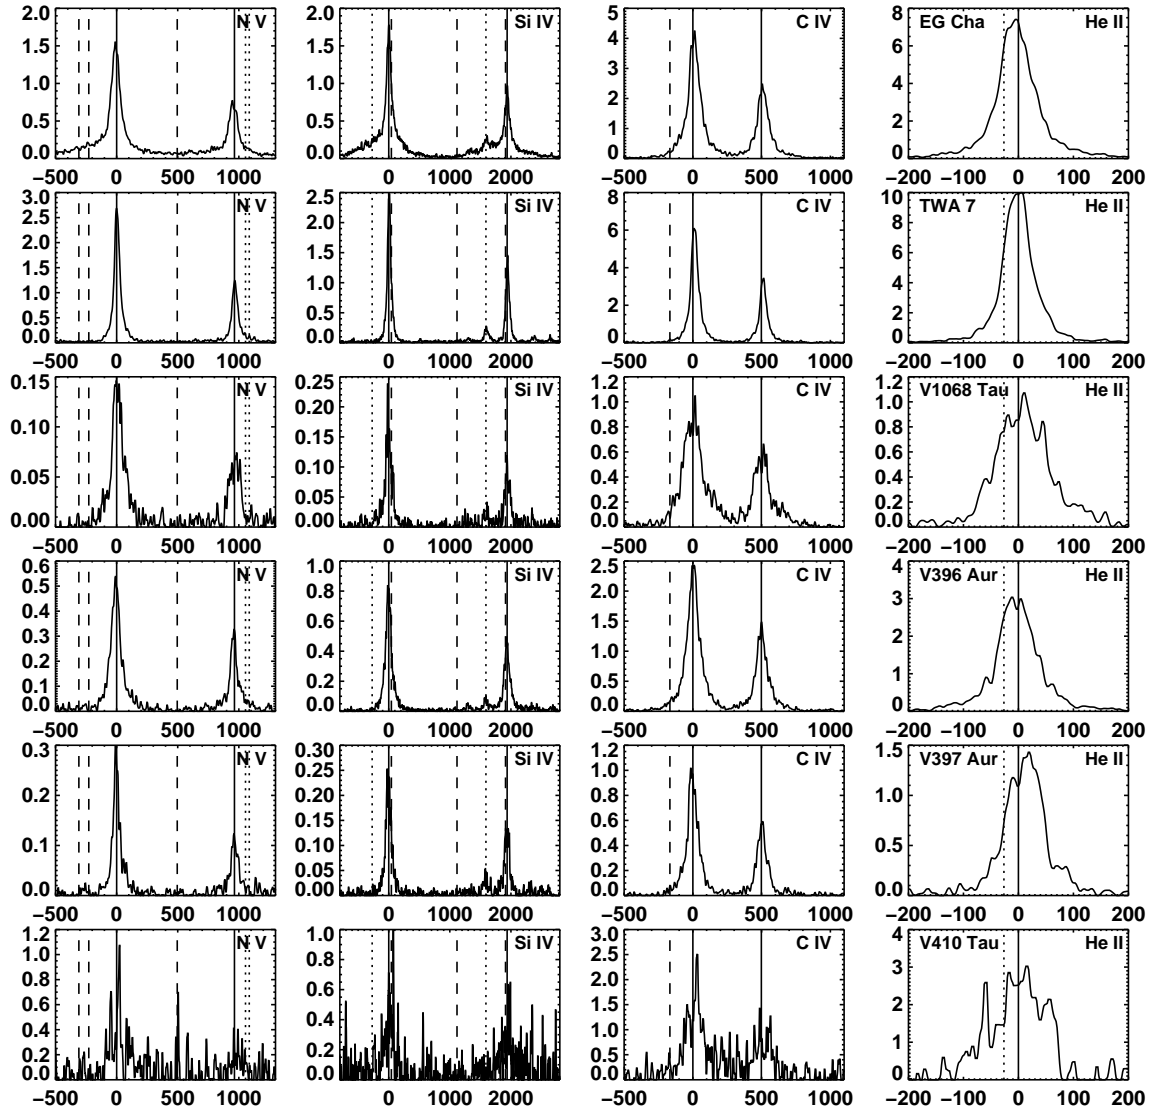 N V Si IV C IV EG Cha He II
2.0 2.0 5 8
1.5 1.5 4 6
1.0 1.0 3 4
0.5 0.5 2 2
0.0 0.0 1 0
0
−500 0 500 1000 0 1000 2000 −500 0 500 1000 −200 −100 0 100 200
N V Si IV C IV TWA 7 He II
3.0 2.5 8 10
2.5 2.0 6 8
2.0 1.5 4 6
1.5 1.0 2 4
1.0 0.5 0 2
0.5 0.0 0
0.0
−500 0 500 1000 0 1000 2000 −500 0 500 1000 −200 −100 0 100 200
N V Si IV C IV V1068 Tau He II
0.15 0.25 1.2 1.2
0.10 0.20 1.0 1.0
0.05 0.15 0.8 0.8
0.00 0.10 0.6 0.6
0.05 0.4 0.4
0.00 0.2 0.2
0.0 0.0
−500 0 500 1000 0 1000 2000 −500 0 500 1000 −200 −100 0 100 200
N V Si IV C IV V396 Aur He II
0.6 1.0 2.5 4
0.5 0.8 2.0 3
0.4 0.6 1.5 2
0.3 0.4 1.0 1
0.2 0.2 0.5 0
0.1 0.0 0.0
0.0
−500 0 500 1000 0 1000 2000 −500 0 500 1000 −200 −100 0 100 200
N V Si IV C IV V397 Aur He II
0.3 0.30 1.2 1.5
0.2 0.25 1.0 1.0
0.1 0.20 0.8 0.5
0.0 0.15 0.6 0.0
0.10 0.4
0.05 0.2
0.00 0.0
−500 0 500 1000 0 1000 2000 −500 0 500 1000 −200 −100 0 100 200
N V Si IV C IV V410 Tau He II
1.2 1.0 3.0 4
1.0 0.8 2.5 3
0.8 0.6 2.0 2
0.6 0.4 1.5 1
0.4 0.2 1.0 0
0.2 0.0 0.5
0.0 0.0
−500 0 500 1000 0 1000 2000 −500 0 500 1000 −200 −100 0 100 200